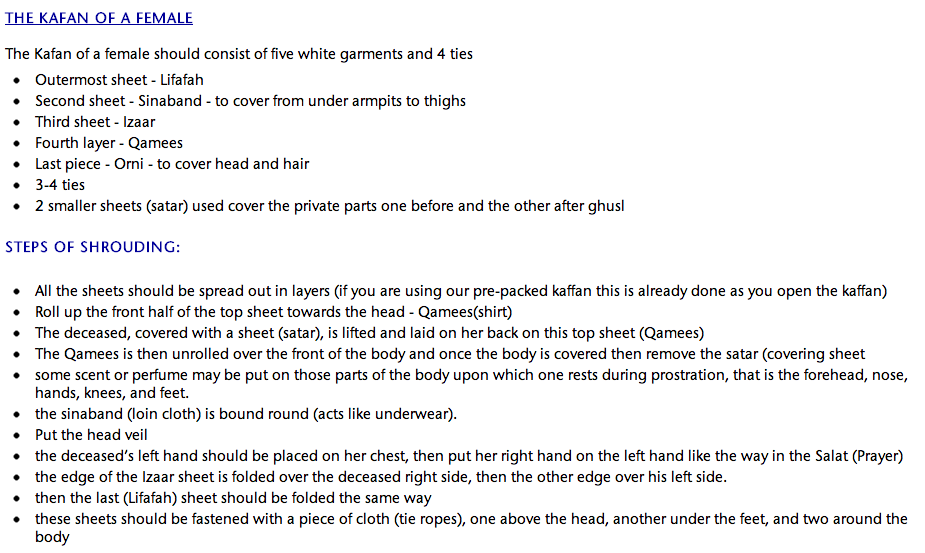 THE KAFAN OF A FEMALE
The Kafan of a female should consist of five white garments and 4 ties
• Outermost sheet - Lifafah
• Second sheet - Sinaband - to cover from under armpits to thighs
• Third sheet - Izaar
• Fourth layer - Qamees
• Last piece - Orni - to cover head and hair
• 3-4 ties
• 2 smaller sheets (satar) used cover the private parts one before and the other after ghusl
STEPS OF SHROUDING:
• All the sheets should be spread out in layers (if you are using our pre-packed kaffan this is already done as you open the kaffan)
• Roll up the front half of the top sheet towards the head - Qamees(shirt)
• The deceased, covered with a sheet (satar), is lifted and laid on her back on this top sheet (Qamees)
• The Qamees is then unrolled over the front of the body and once the body is covered then remove the satar (covering sheet
• some scent or perfume may be put on those parts of the body upon which one rests during prostration, that is the forehead, nose,
hands, knees, and feet.
• the sinaband (loin cloth) is bound round (acts like underwear).
• Put the head veil
• the deceased's left hand should be placed on her chest, then put her right hand on the left hand like the way in the Salat (Prayer)
• the edge of the Izaar sheet is folded over the deceased right side, then the other edge over his left side.
• then the last (Lifafah) sheet should be folded the same way
• these sheets should be fastened with a piece of cloth (tie ropes), one above the head, another under the feet, and two around the
body